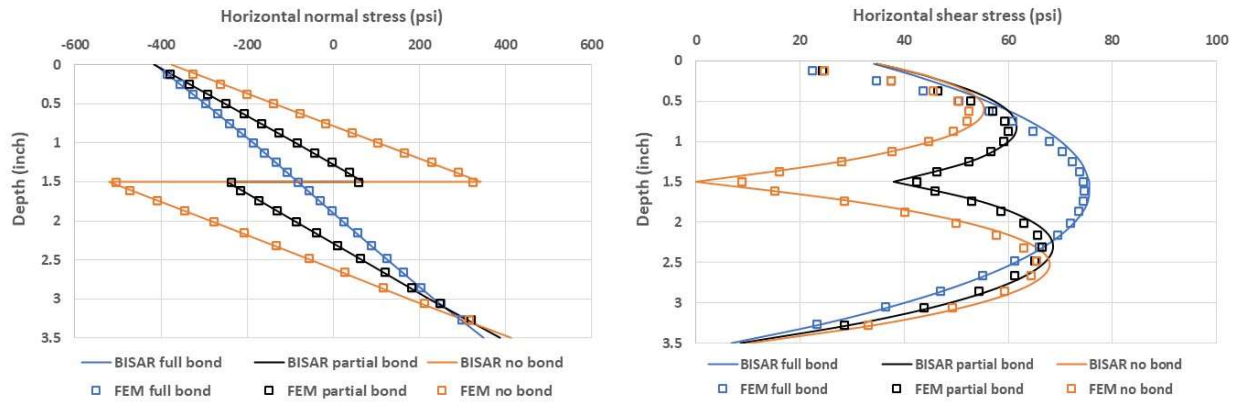 Horizontal normal stress (psi)
-600 -400 -200 0 200 400 600
0
0.5
1
1.5
2
2.5
3
3.5
Depth (inch)
BISAR full bond BISAR partial bond BISAR no bond
FEM full bond FEM partial bond FEM no bond
Horizontal shear stress (psi)
0 20 40 60 80 100
0
0.5
1
1.5
2
2.5
3
3.5
Depth (inch)
BISAR full bond BISAR partial bond BISAR no bond
FEM full bond FEM partial bond FEM no bond